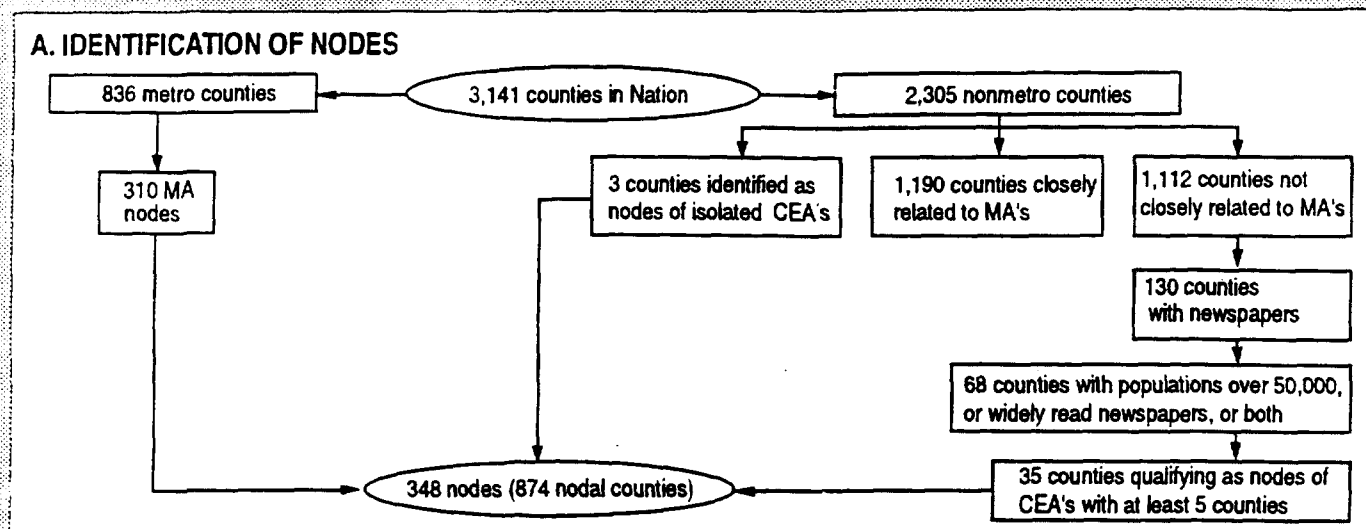 A. IDENTIFICATION OF NODES
836 metro counties
3,141 counties in Nation
2,305 nonmetro counties
310 MA
nodes
3 counties identified as
nodes of isolated CEA's
1,190 counties closely
related to MA's
1,112 counties not
closely related to MA's
130 counties
with newspapers
68 counties with populations over 50,000,
or widely read newspapers, or both
348 nodes (874 nodal counties)
35 counties qualifying as nodes of
CEA's with at least 5 counties